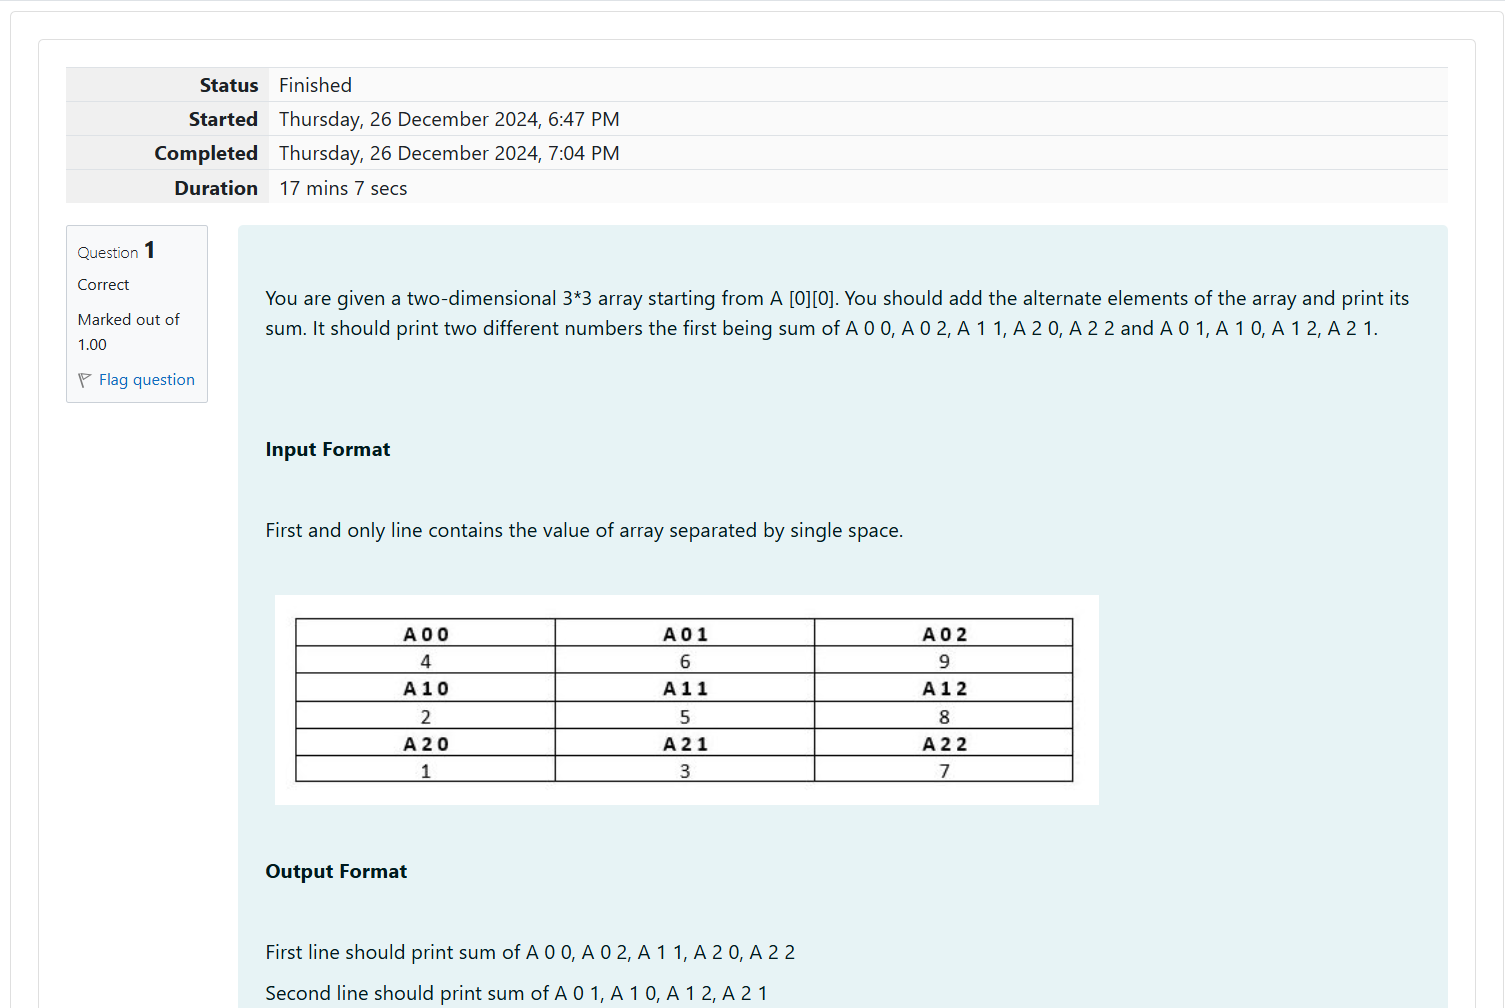 Status Finished
Started Thursday, 26 December 2024, 6:47 PM
Completed Thursday, 26 December 2024, 7:04 PM
Duration 17 mins 7 secs
Question 1
Correct
Marked out of
1.00
Flag question
You are given a two-dimensional 3*3 array starting from A [0][0]. You should add the alternate elements of the array and print its
sum. It should print two different numbers the first being sum of A 0 0, A 0 2, A 1 1, A 2 0, A 2 2 and A 0 1, A 1 0, A 1 2, A 2 1.
Input Format
First and only line contains the value of array separated by single space.
A 0 0 A 0 1 A 0 2
4 6 9
A 1 0 A 1 1 A 1 2
2 5 8
A 2 0 A 2 1 A 2 2
1 3 7
Output Format
First line should print sum of A 0 0, A 0 2, A 1 1, A 2 0, A 2 2
Second line should print sum of A 0 1, A 1 0, A 1 2, A 2 1